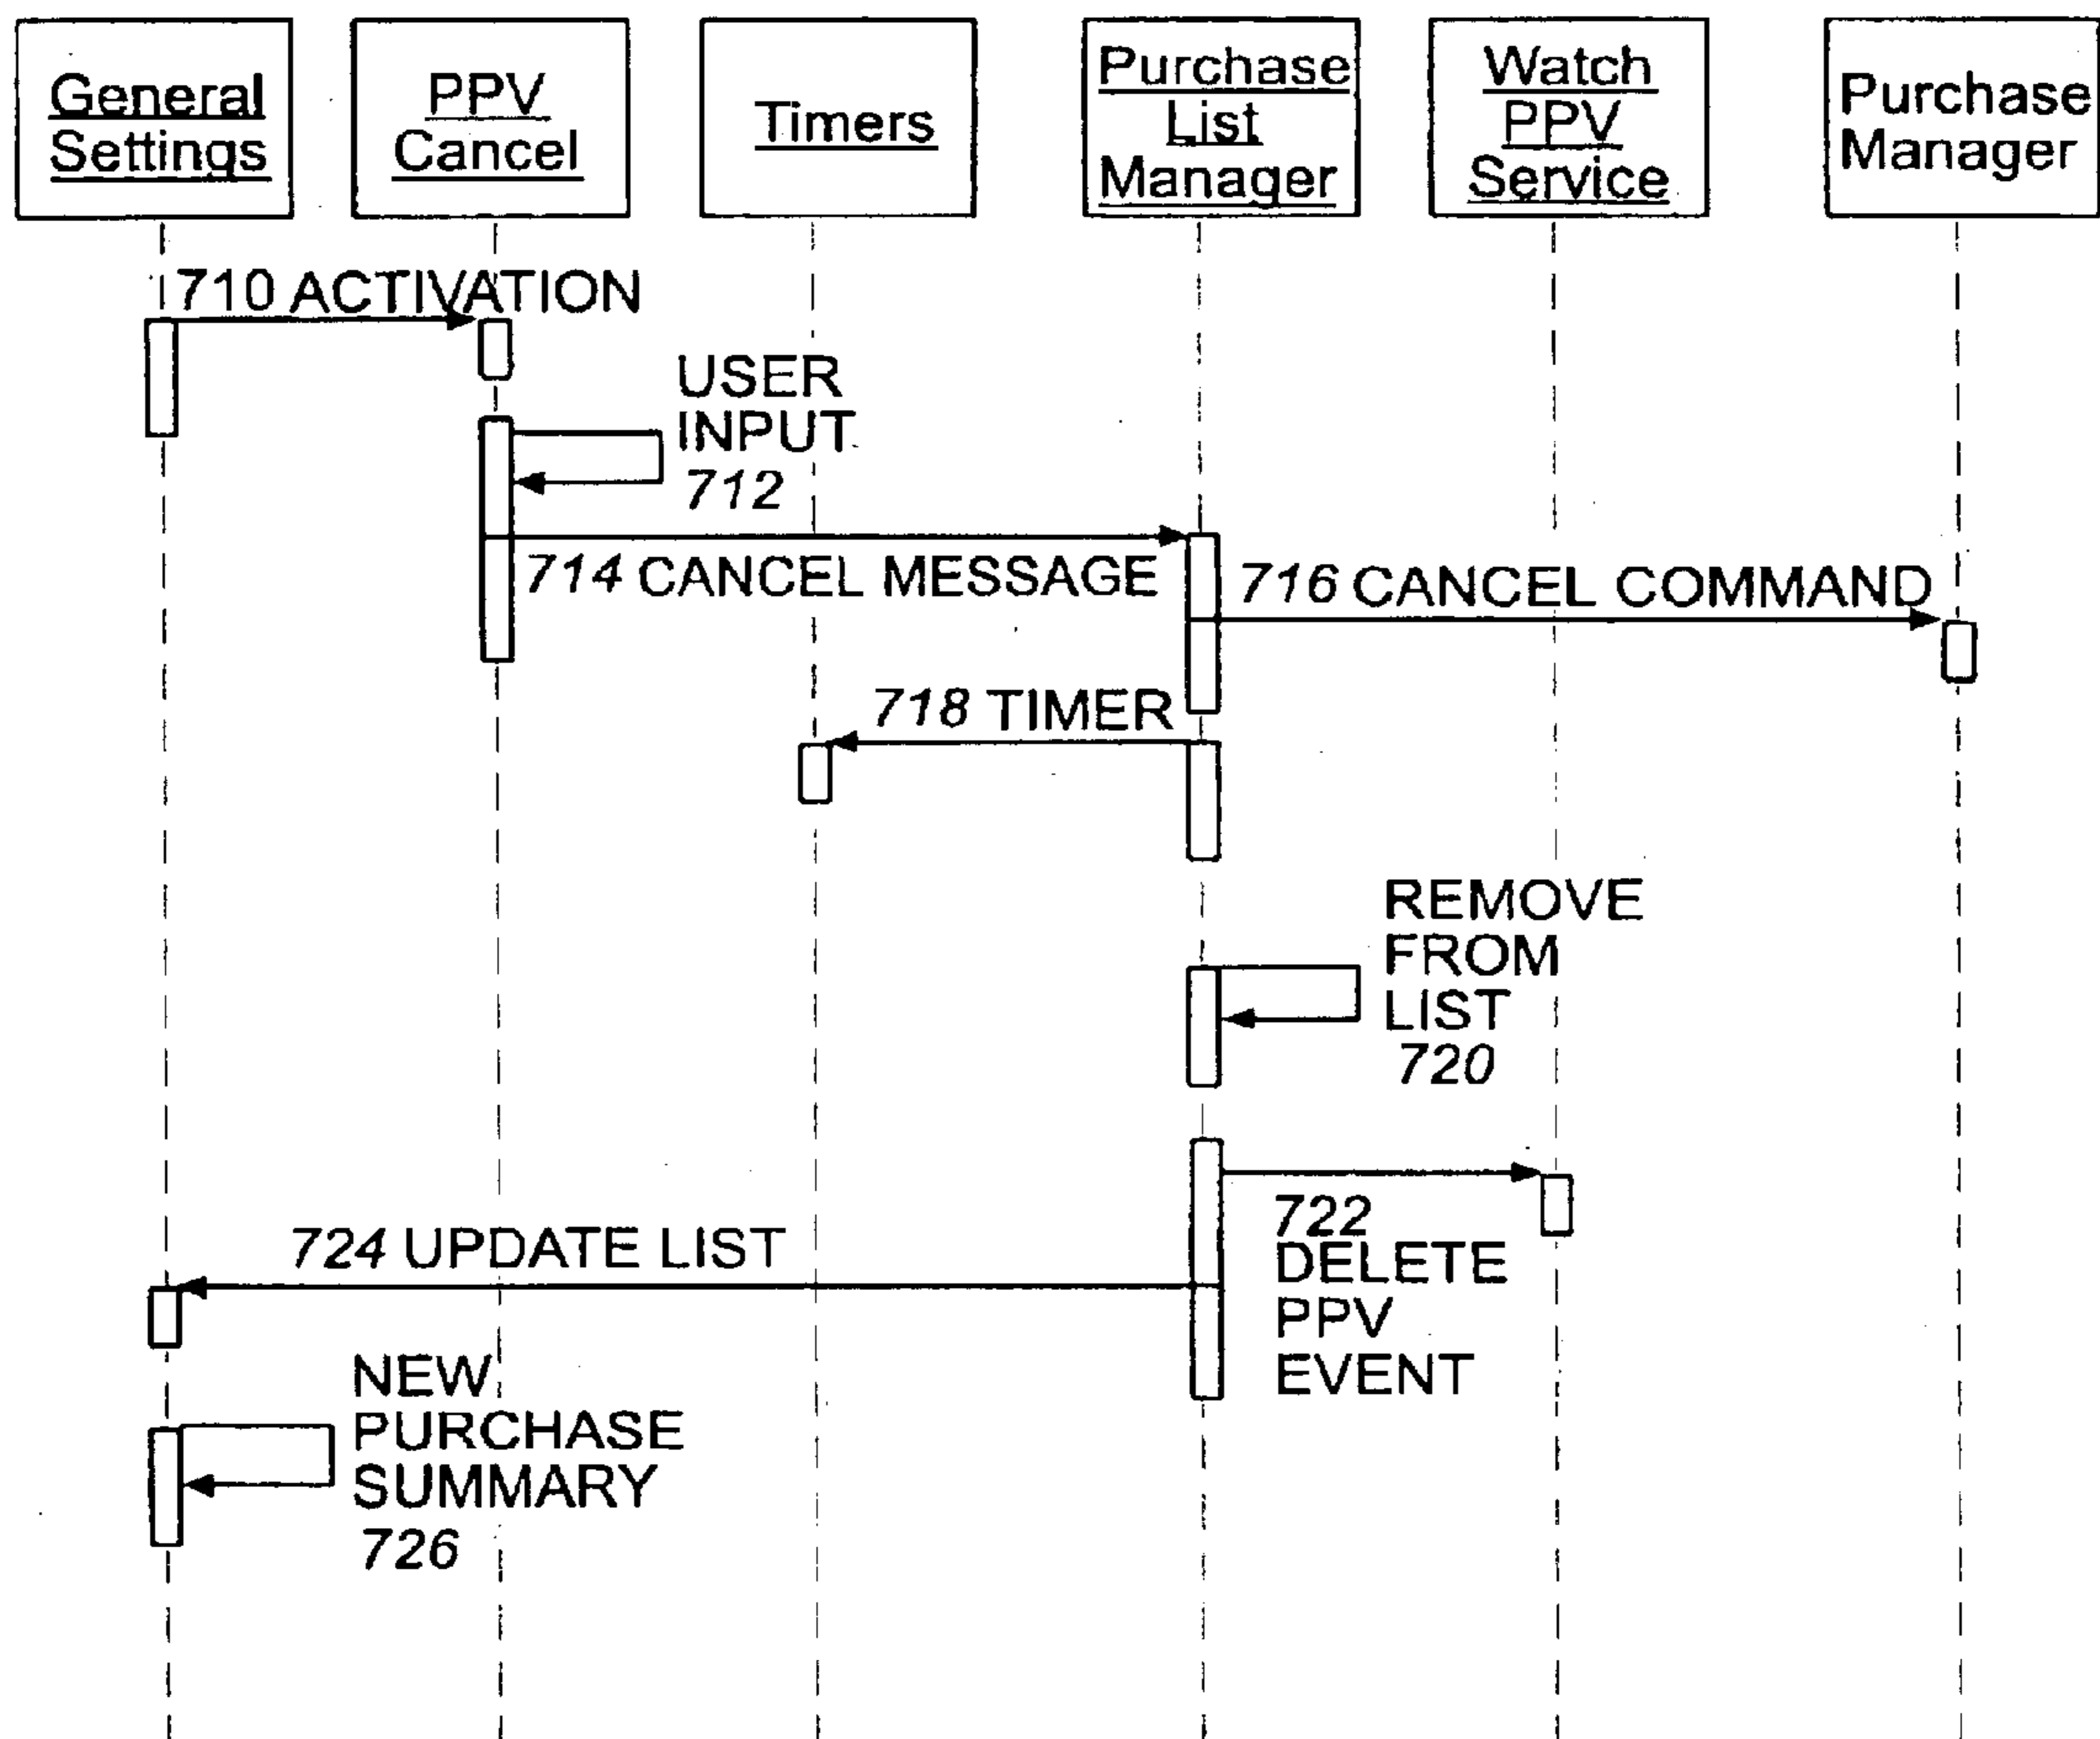 General
Settings
PPV
Cancel
Timers
Purchase
List
Manager
Watch
PPV
Service
Purchase
Manager
710 ACTIVATION
USER
INPUT
712
714 CANCEL MESSAGE
716 CANCEL COMMAND
718 TIMER
REMOVE
FROM
LIST
720
722
DELETE
PPV
EVENT
724 UPDATE LIST
NEW
PURCHASE
SUMMARY
726